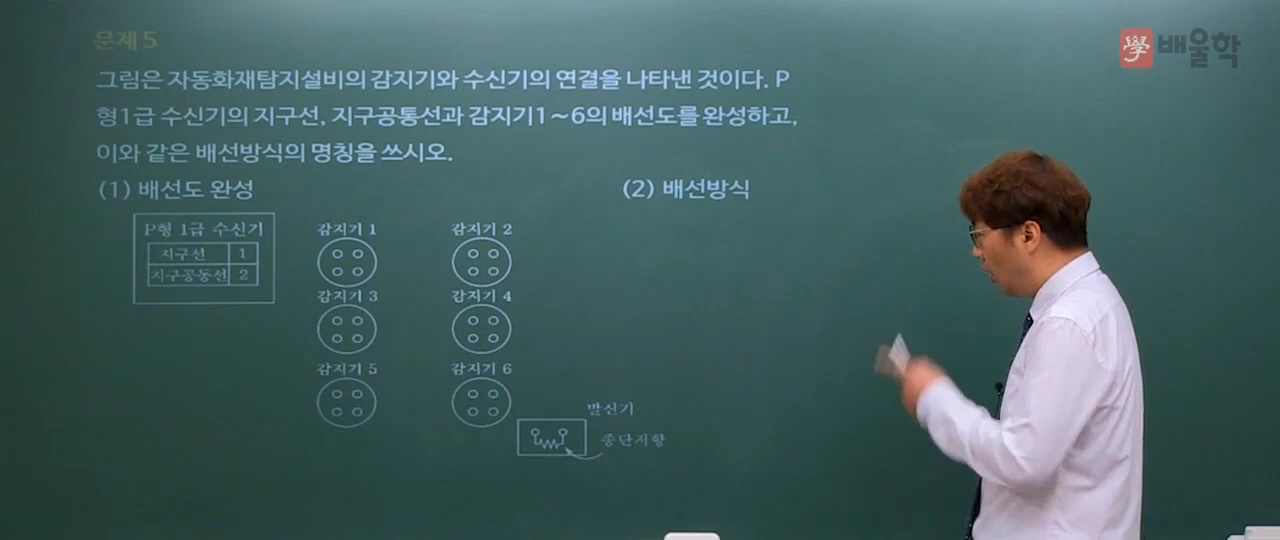 문제 5
學 배울학
그림은 자동화재탐지설비의 감지기와 수신기의 연결을 나타낸 것이다. P
형1급 수신기의 지구선, 지구공통선과 감지기1～6의 배선도를 완성하고,
이와 같은 배선방식의 명칭을 쓰시오.
(1) 배선도 완성
(2) 배선방식
P형 1급 수신기
지구선 1
지구공동선 2
감지기 1
감지기 2
감지기 3
감지기 4
감지기 5
감지기 6
발신기
종단저항